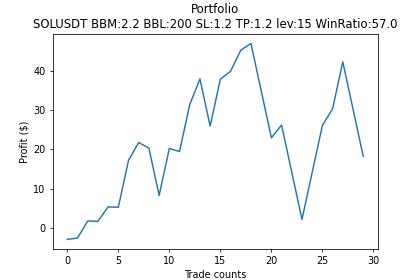 Portfolio
SOLUSDT BBM:2.2 BBL:200 SL:1.2 TP:1.2 lev:15 WinRatio:57.0
Profit ($)
40
30
20
10
0
0 5 10 15 20 25 30
Trade counts